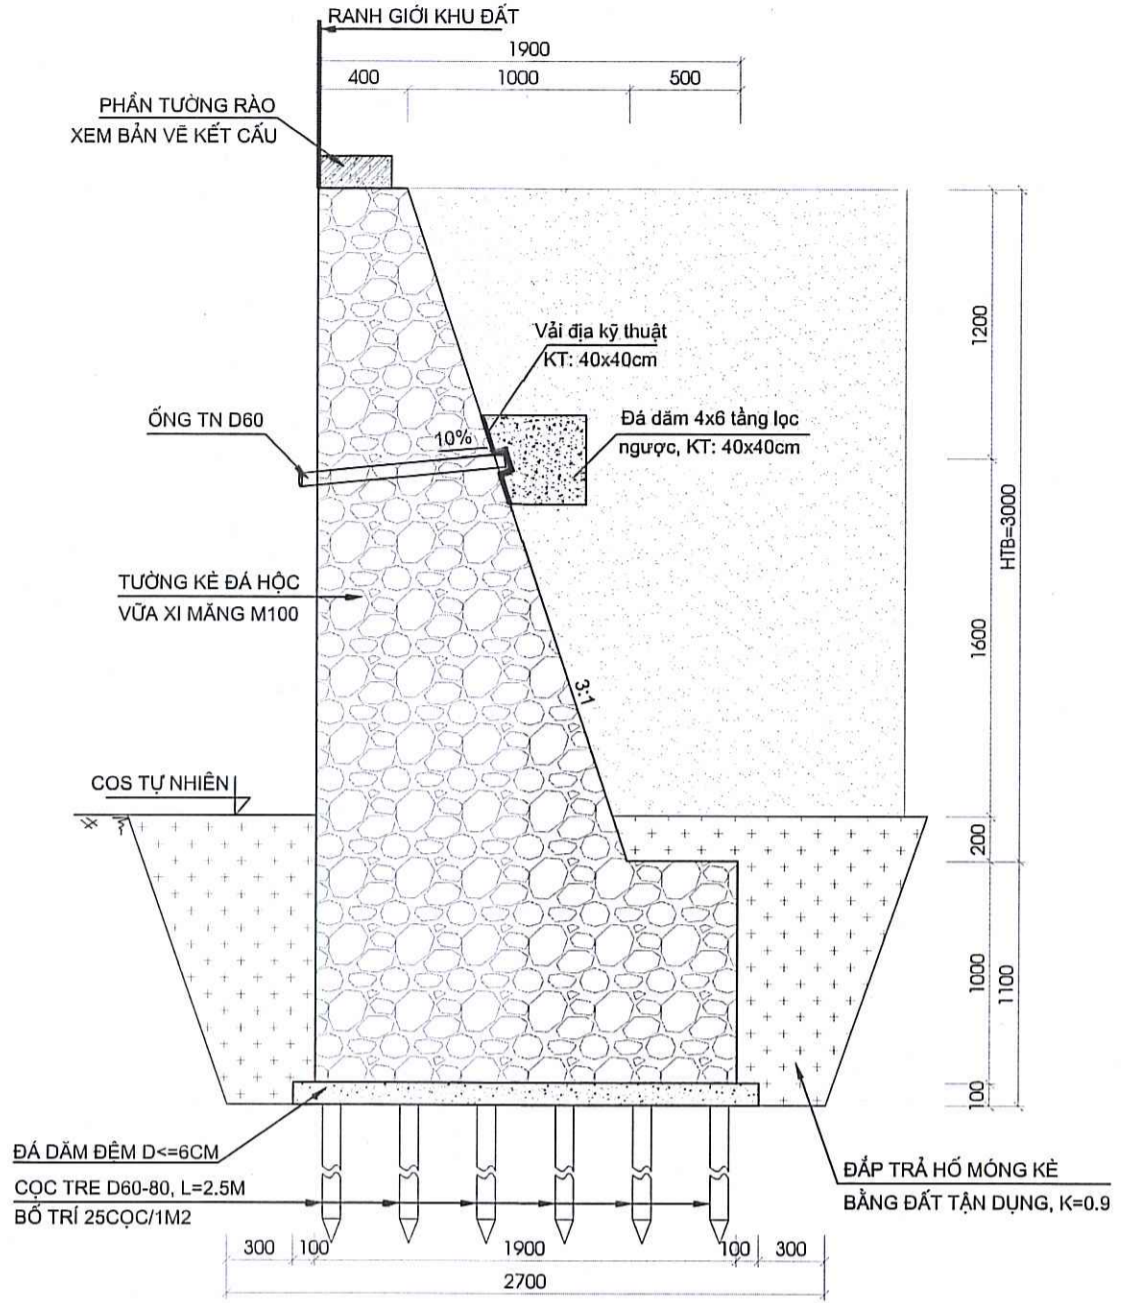 RANH GIỚI KHU ĐẤT
1900
400
1000
500
PHẦN TƯỜNG RÀO
XEM BẢN VẼ KẾT CẤU
1200
Vải địa kỹ thuật
KT: 40x40cm
ỐNG TN D60
10%
Đá dăm 4x6 tầng lọc
ngược, KT: 40x40cm
HTB=3000
TƯỜNG KÈ ĐÁ HỘC
VỮA XI MĂNG M100
1600
3:1
COS TỰ NHIÊN
200
1000
1100
100
ĐÁ DĂM ĐỆM D<=6CM
CỌC TRE D60-80, L=2.5M
BỐ TRÍ 25CỌC/1M2
ĐẮP TRẢ HỐ MÓNG KÈ
BẰNG ĐẤT TẬN DỤNG, K=0.9
300
100
1900
100
300
2700